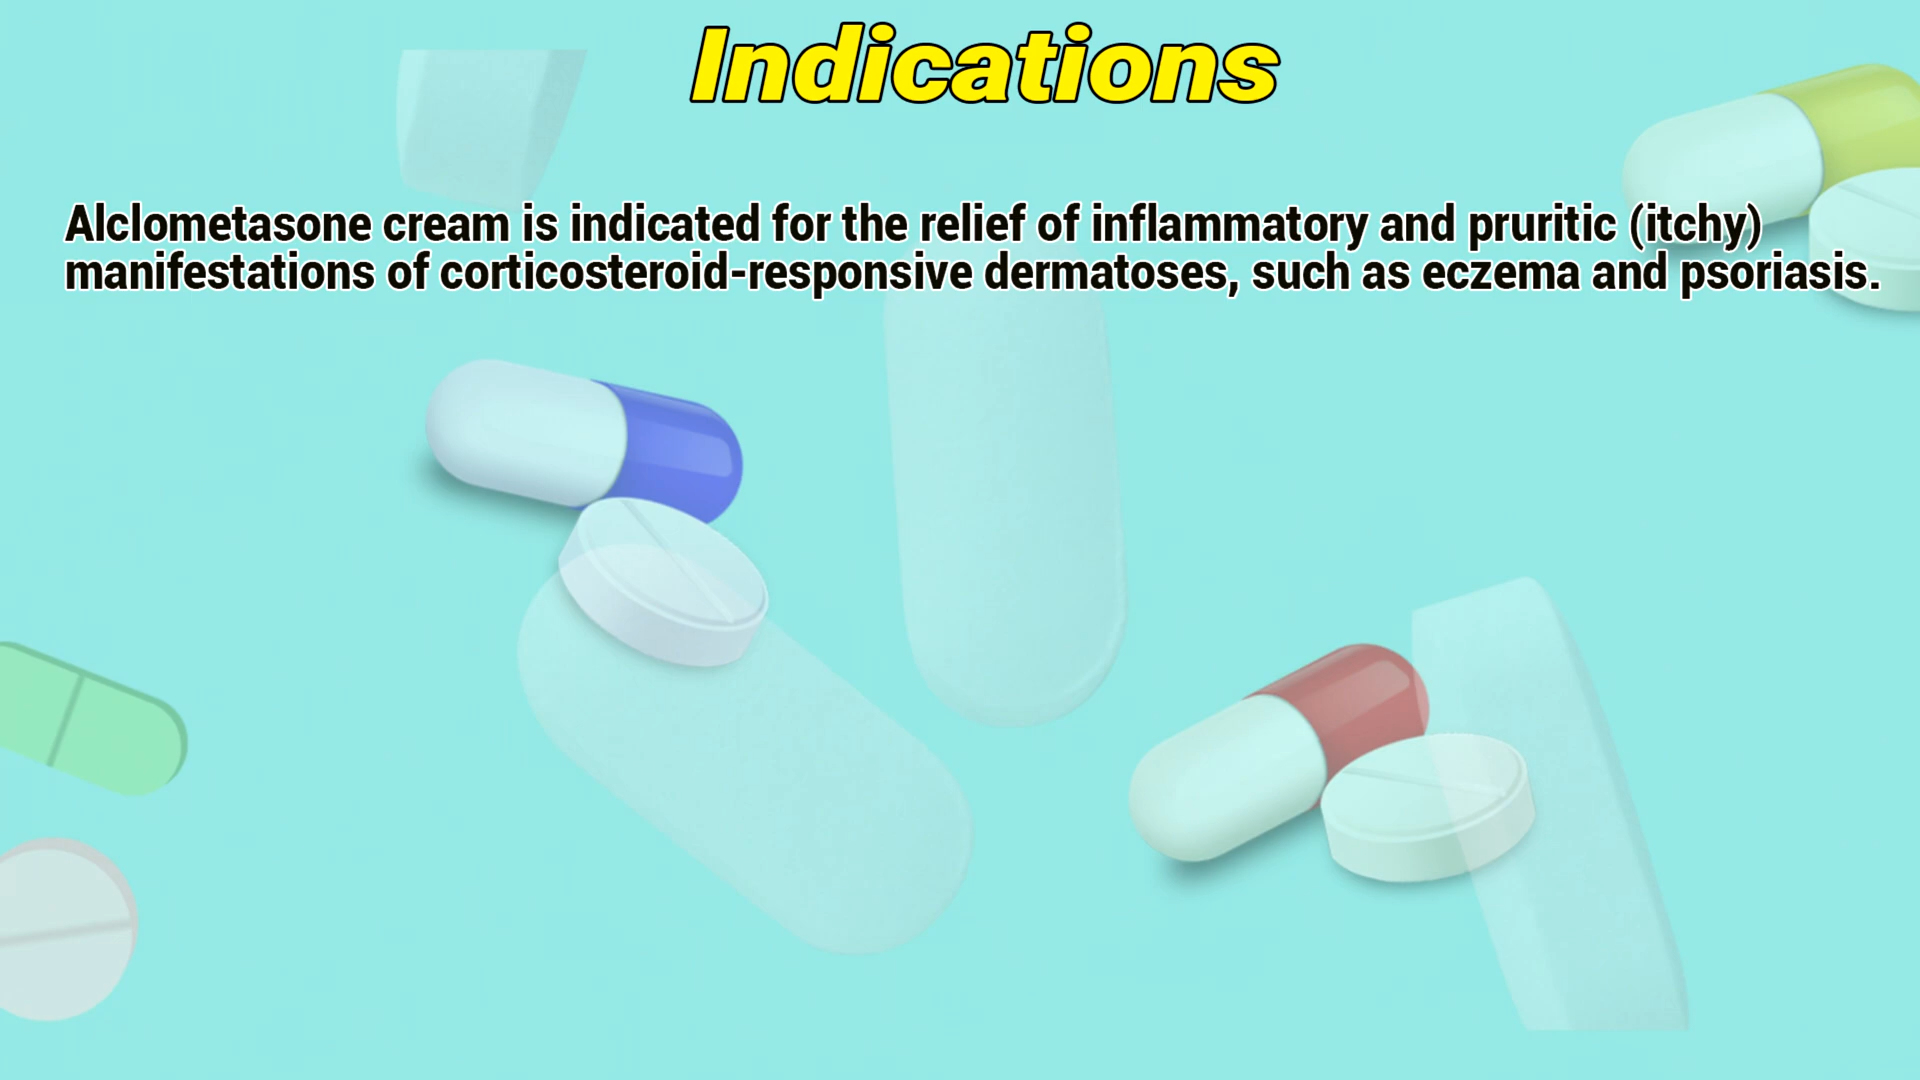 Indications
Alclometasone cream is indicated for the relief of inflammatory and pruritic (itchy)
manifestations of corticosteroid-responsive dermatoses, such as eczema and psoriasis.